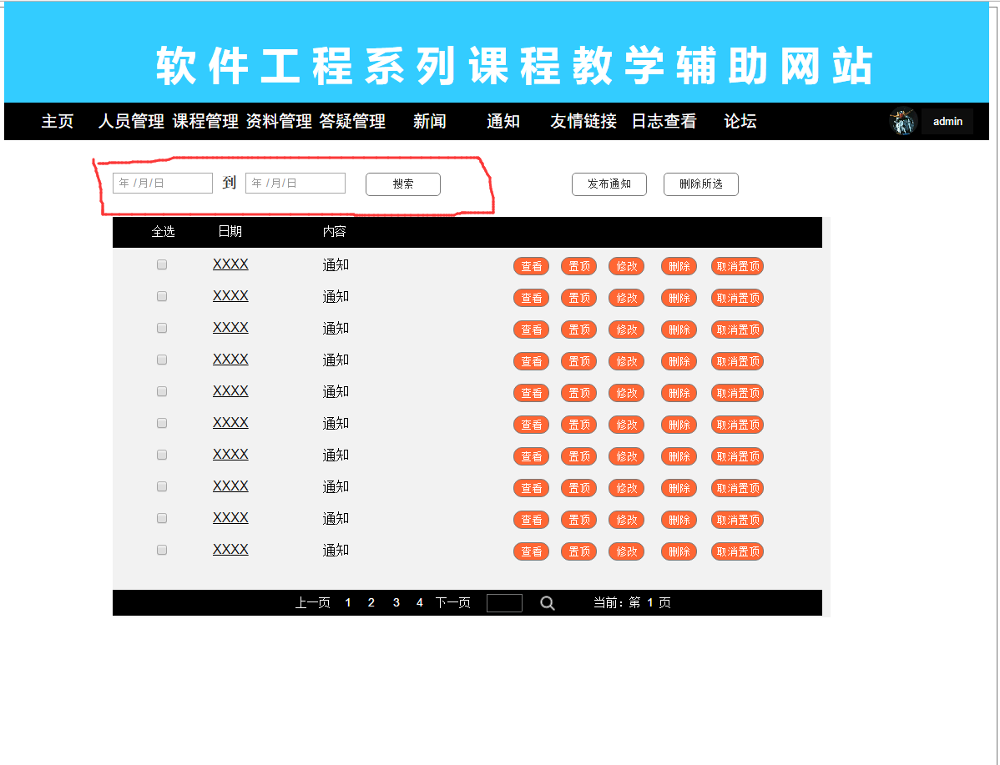 软件工程系列课程教学辅助网站
主页 人员管理 课程管理 资料管理 答疑管理 新闻 通知 友情链接 日志查看 论坛 admin
年 /月/日 到 年 /月/日 搜索 发布通知 删除所选
全选 日期 内容
XXXX 通知 查看 置顶 修改 删除 取消置顶
XXXX 通知 查看 置顶 修改 删除 取消置顶
XXXX 通知 查看 置顶 修改 删除 取消置顶
XXXX 通知 查看 置顶 修改 删除 取消置顶
XXXX 通知 查看 置顶 修改 删除 取消置顶
XXXX 通知 查看 置顶 修改 删除 取消置顶
XXXX 通知 查看 置顶 修改 删除 取消置顶
XXXX 通知 查看 置顶 修改 删除 取消置顶
XXXX 通知 查看 置顶 修改 删除 取消置顶
XXXX 通知 查看 置顶 修改 删除 取消置顶
上一页 1 2 3 4 下一页 当前：第 1 页